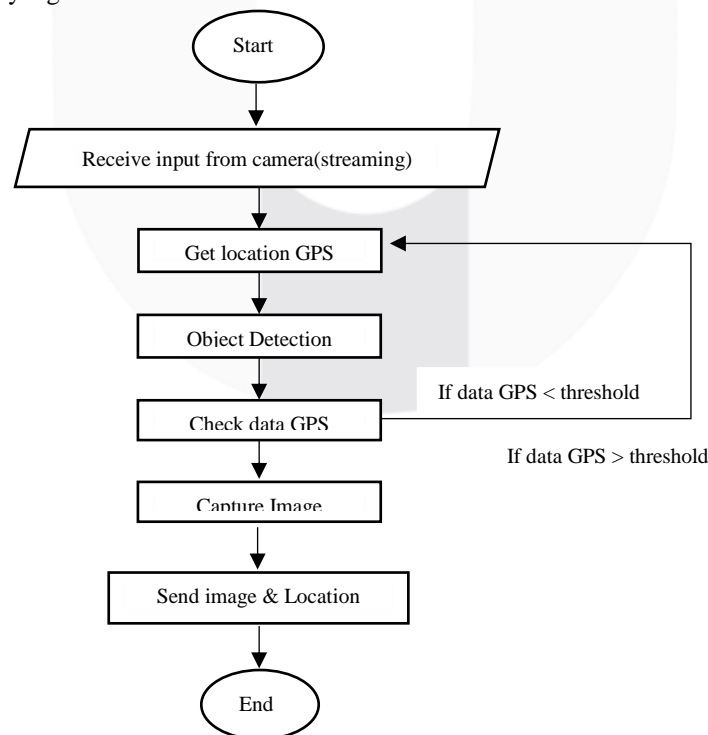 Start
Receive input from camera(streaming)
Get location GPS
Object Detection
If data GPS < threshold
Check data GPS
If data GPS > threshold
Capture Image
Send image & Location
End